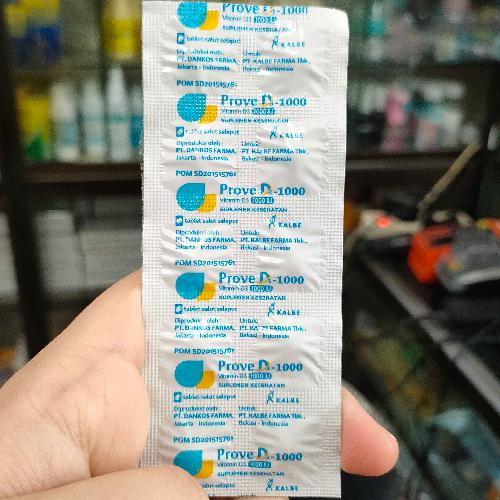 Prove D3-1000
Vitamin D3 1000 IU
SUPLEMEN KESEHATAN
tablet salut selaput
KALBE
Diproduksi oleh: Untuk:
PT. DANKOS FARMA, PT. KALBE FARMA Tbk.,
Jakarta - Indonesia Bekasi - Indonesia
POM SD201515761
Prove D3-1000
Vitamin D3 1000 IU
SUPLEMEN KESEHATAN
tablet salut selaput
KALBE
Diproduksi oleh: Untuk:
PT. DANKOS FARMA, PT. KALBE FARMA Tbk.,
Jakarta - Indonesia Bekasi - Indonesia
POM SD201515761
Prove D3-1000
Vitamin D3 1000 IU
SUPLEMEN KESEHATAN
tablet salut selaput
KALBE
Diproduksi oleh: Untuk:
PT. DANKOS FARMA, PT. KALBE FARMA Tbk.,
Jakarta - Indonesia Bekasi - Indonesia
POM SD201515761
Prove D3-1000
Vitamin D3 1000 IU
SUPLEMEN KESEHATAN
tablet salut selaput
KALBE
Diproduksi oleh: Untuk:
PT. DANKOS FARMA, PT. KALBE FARMA Tbk.,
Jakarta - Indonesia Bekasi - Indonesia
POM SD201515761
Prove D3-1000
Vitamin D3 1000 IU
SUPLEMEN KESEHATAN
tablet salut selaput
KALBE
Diproduksi oleh: Untuk:
PT. DANKOS FARMA, PT. KALBE FARMA Tbk.,
Jakarta - Indonesia Bekasi - Indonesia
POM SD201515761
Prove D3-1000
Vitamin D3 1000 IU
SUPLEMEN KESEHATAN
salut selaput
KALBE